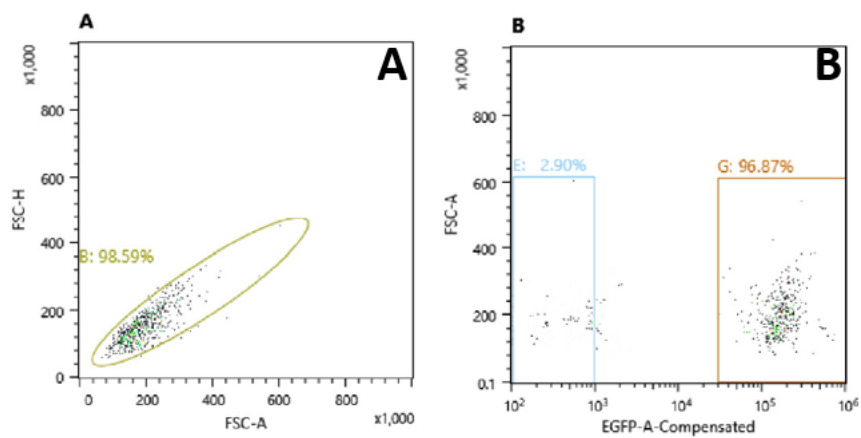 A
A
x1,000
800
600
400
200
0
FSC-H
B: 98.59%
0 200 400 600 800
x1,000
FSC-A
B
B
x1,000
800
600
400
200
0.1
FSC-A
E: 2.90%
G: 96.87%
10² 10³ 10⁴ 10⁵ 10⁶
EGFP-A-Compensated